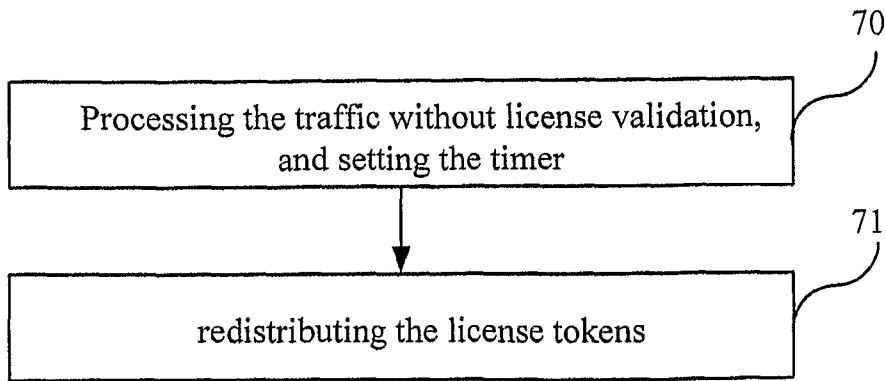 70
Processing the traffic without license validation,
and setting the timer
71
redistributing the license tokens